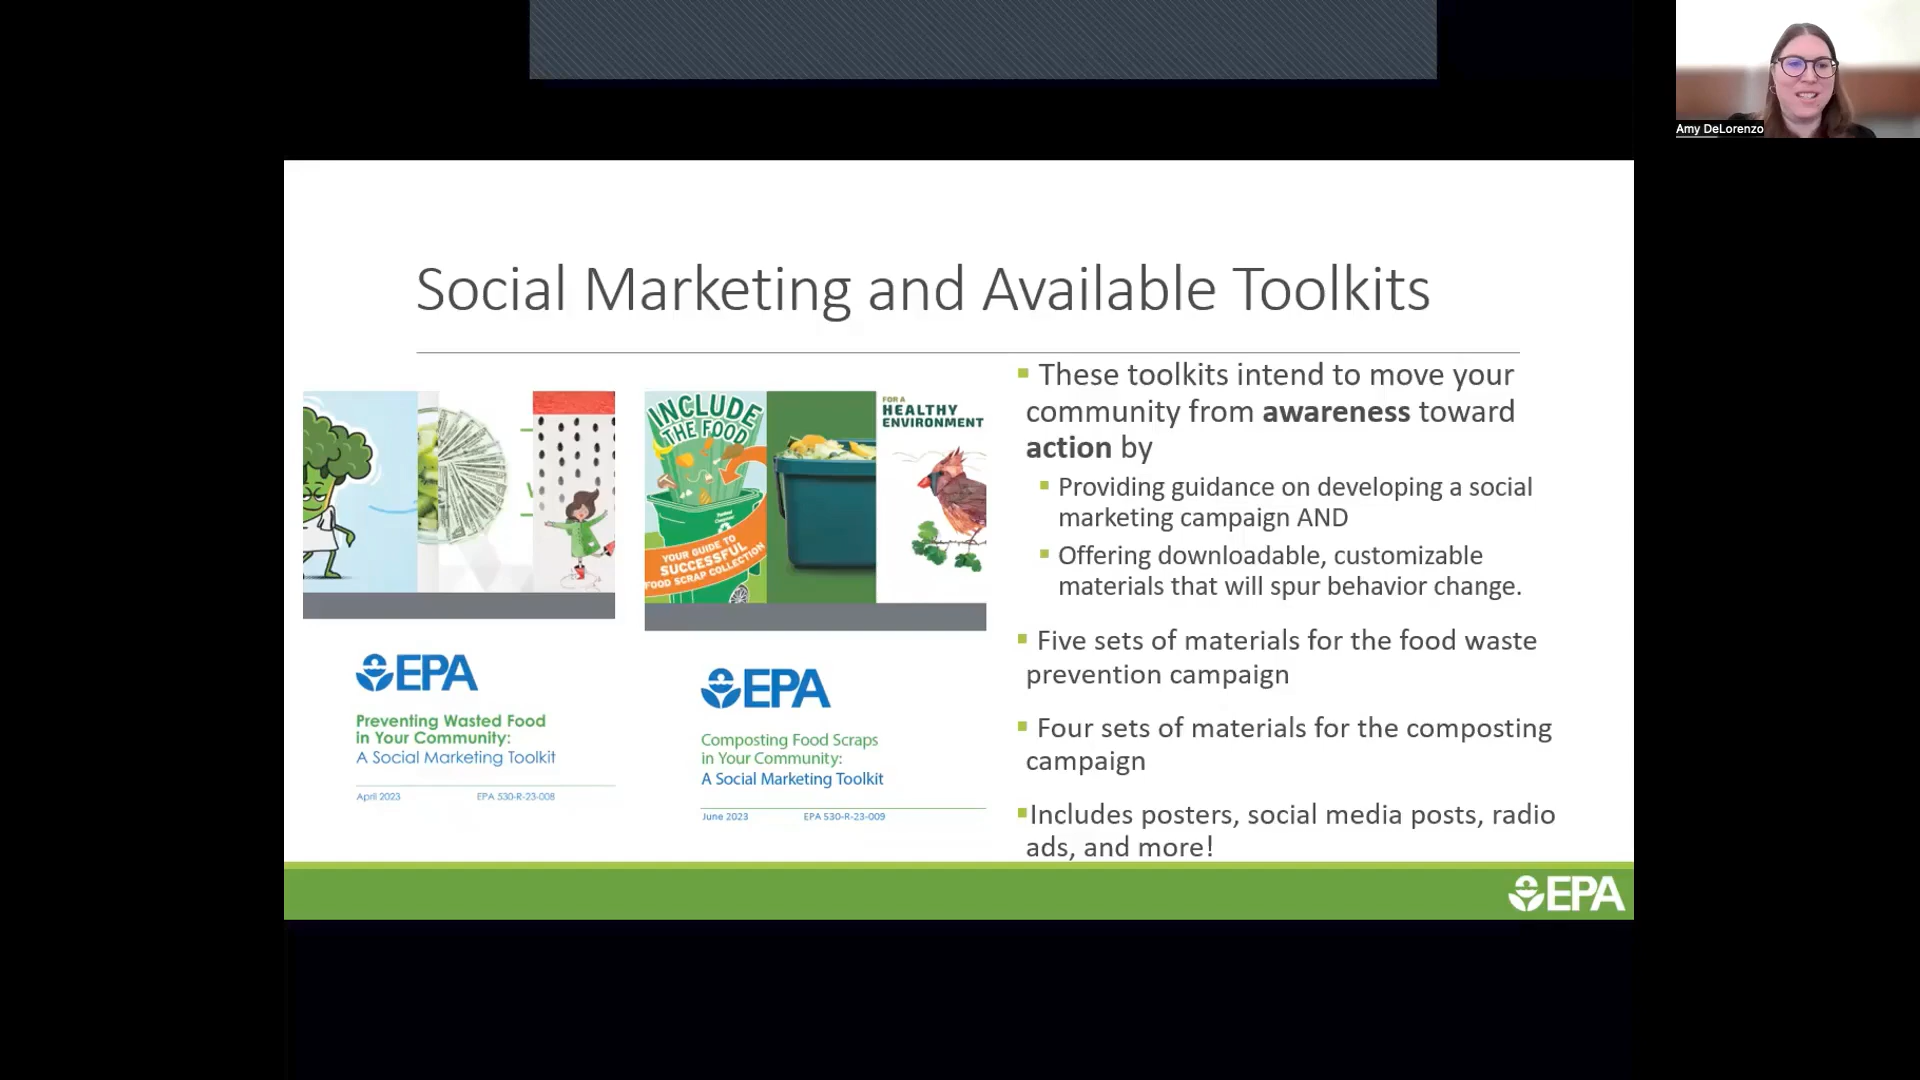 Amy DeLorenzo
Social Marketing and Available Toolkits
INCLUDE
THE FOOD
YOUR GUIDE TO
SUCCESSFUL
FOOD SCRAP COLLECTION
FOR A
HEALTHY
ENVIRONMENT
EPA
Preventing Wasted Food
in Your Community:
A Social Marketing Toolkit
April 2023 EPA 530-R-23-008
EPA
Composting Food Scraps
in Your Community:
A Social Marketing Toolkit
June 2023 EPA 530-R-23-009
These toolkits intend to move your
community from awareness toward
action by
Providing guidance on developing a social
marketing campaign AND
Offering downloadable, customizable
materials that will spur behavior change.
Five sets of materials for the food waste
prevention campaign
Four sets of materials for the composting
campaign
Includes posters, social media posts, radio
ads, and more!
EPA